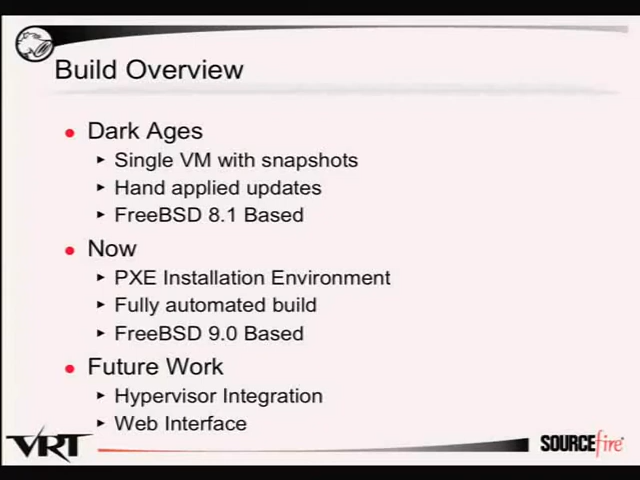 Build Overview
Dark Ages
Single VM with snapshots
Hand applied updates
FreeBSD 8.1 Based
Now
PXE Installation Environment
Fully automated build
FreeBSD 9.0 Based
Future Work
Hypervisor Integration
Web Interface
VRT
SOURCEfire